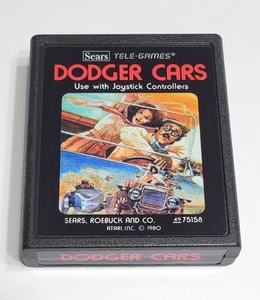 Sears TELE-GAMES®
DODGER CARS
Use with Joystick Controllers
SEARS, ROEBUCK AND CO. 49 75158
ATARI, INC. © 1980
DODGER CARS